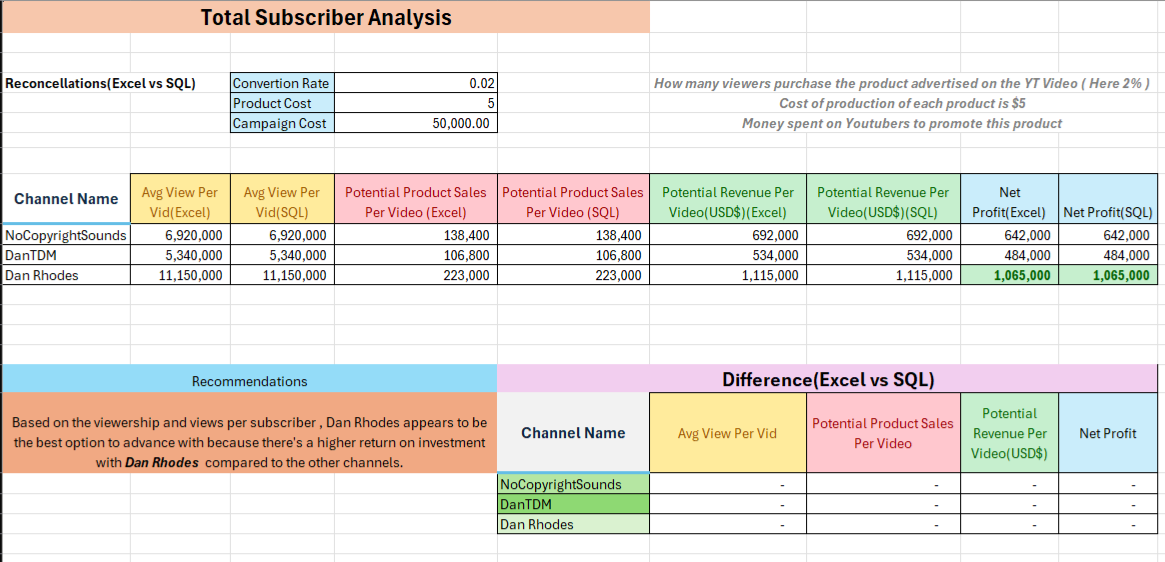 Total Subscriber Analysis
Reconcellations(Excel vs SQL) Convertion Rate 0.02 How many viewers purchase the product advertised on the YT Video ( Here 2% )
Product Cost 5 Cost of production of each product is $5
Campaign Cost 50,000.00 Money spent on Youtubers to promote this product
Channel Name Avg View Per Vid(Excel) Avg View Per Vid(SQL) Potential Product Sales Per Video (Excel) Potential Product Sales Per Video (SQL) Potential Revenue Per Video(USD$)(Excel) Potential Revenue Per Video(USD$)(SQL) Net Profit(Excel) Net Profit(SQL)
NoCopyrightSounds 6,920,000 6,920,000 138,400 138,400 692,000 692,000 642,000 642,000
DanTDM 5,340,000 5,340,000 106,800 106,800 534,000 534,000 484,000 484,000
Dan Rhodes 11,150,000 11,150,000 223,000 223,000 1,115,000 1,115,000 1,065,000 1,065,000
Recommendations
Based on the viewership and views per subscriber , Dan Rhodes appears to be
the best option to advance with because there's a higher return on investment
with Dan Rhodes compared to the other channels.
Difference(Excel vs SQL)
Channel Name Avg View Per Vid Potential Product Sales Per Video Potential Revenue Per Video(USD$) Net Profit
NoCopyrightSounds - - - -
DanTDM - - - -
Dan Rhodes - - - -